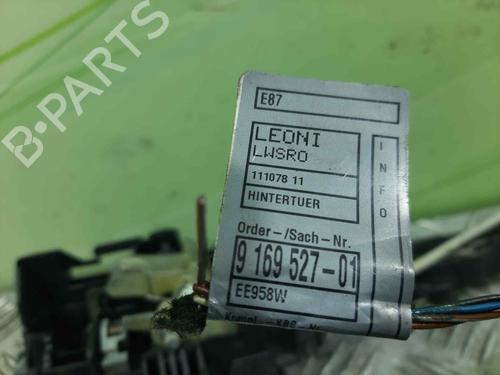 B-Parts
E87
LEONI
LWSRO
111078 11
HINTERTUER
INFO
Order-/Sach-Nr.
9 169 527-01
EE958W